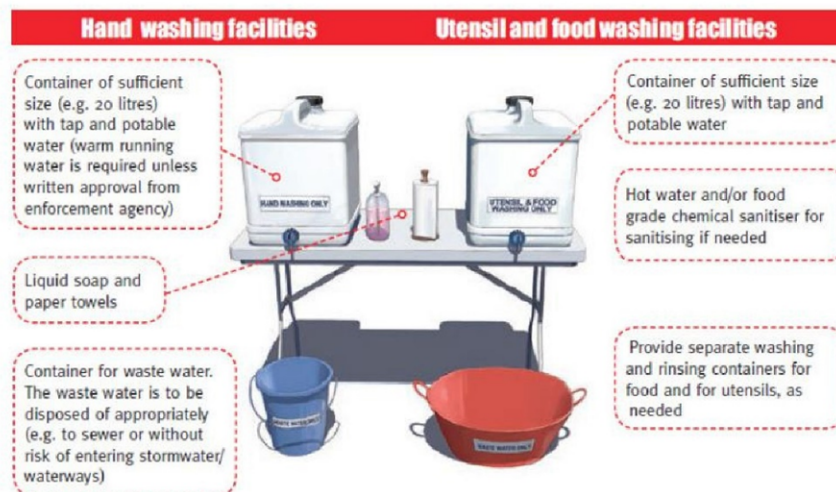 Hand washing facilities
Utensil and food washing facilities
Container of sufficient
size (e.g. 20 litres)
with tap and potable
water (warm running
water is required unless
written approval from
enforcement agency)
Liquid soap and
paper towels
Container for waste water.
The waste water is to be
disposed of appropriately
(e.g. to sewer or without
risk of entering stormwater/
waterways)
HAND WASHING ONLY
UTENSIL & FOOD
WASHING ONLY
WASTE WATER ONLY
WASTE WATER ONLY
Container of sufficient size
(e.g. 20 litres) with tap and
potable water
Hot water and/or food
grade chemical sanitiser for
sanitising if needed
Provide separate washing
and rinsing containers for
food and for utensils, as
needed